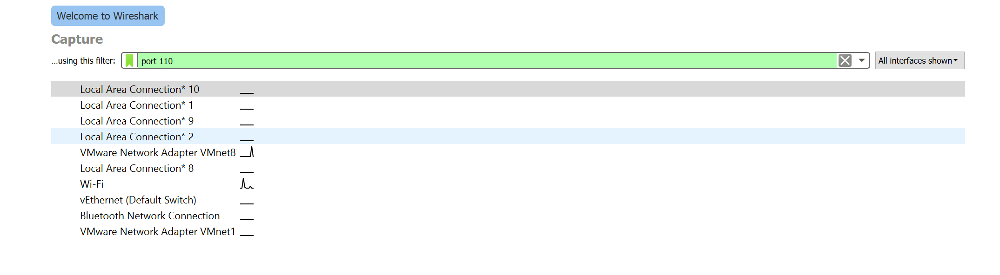 Welcome to Wireshark
Capture
...using this filter: port 110 All interfaces shown
Local Area Connection* 10
Local Area Connection* 1
Local Area Connection* 9
Local Area Connection* 2
VMware Network Adapter VMnet8
Local Area Connection* 8
Wi-Fi
vEthernet (Default Switch)
Bluetooth Network Connection
VMware Network Adapter VMnet1